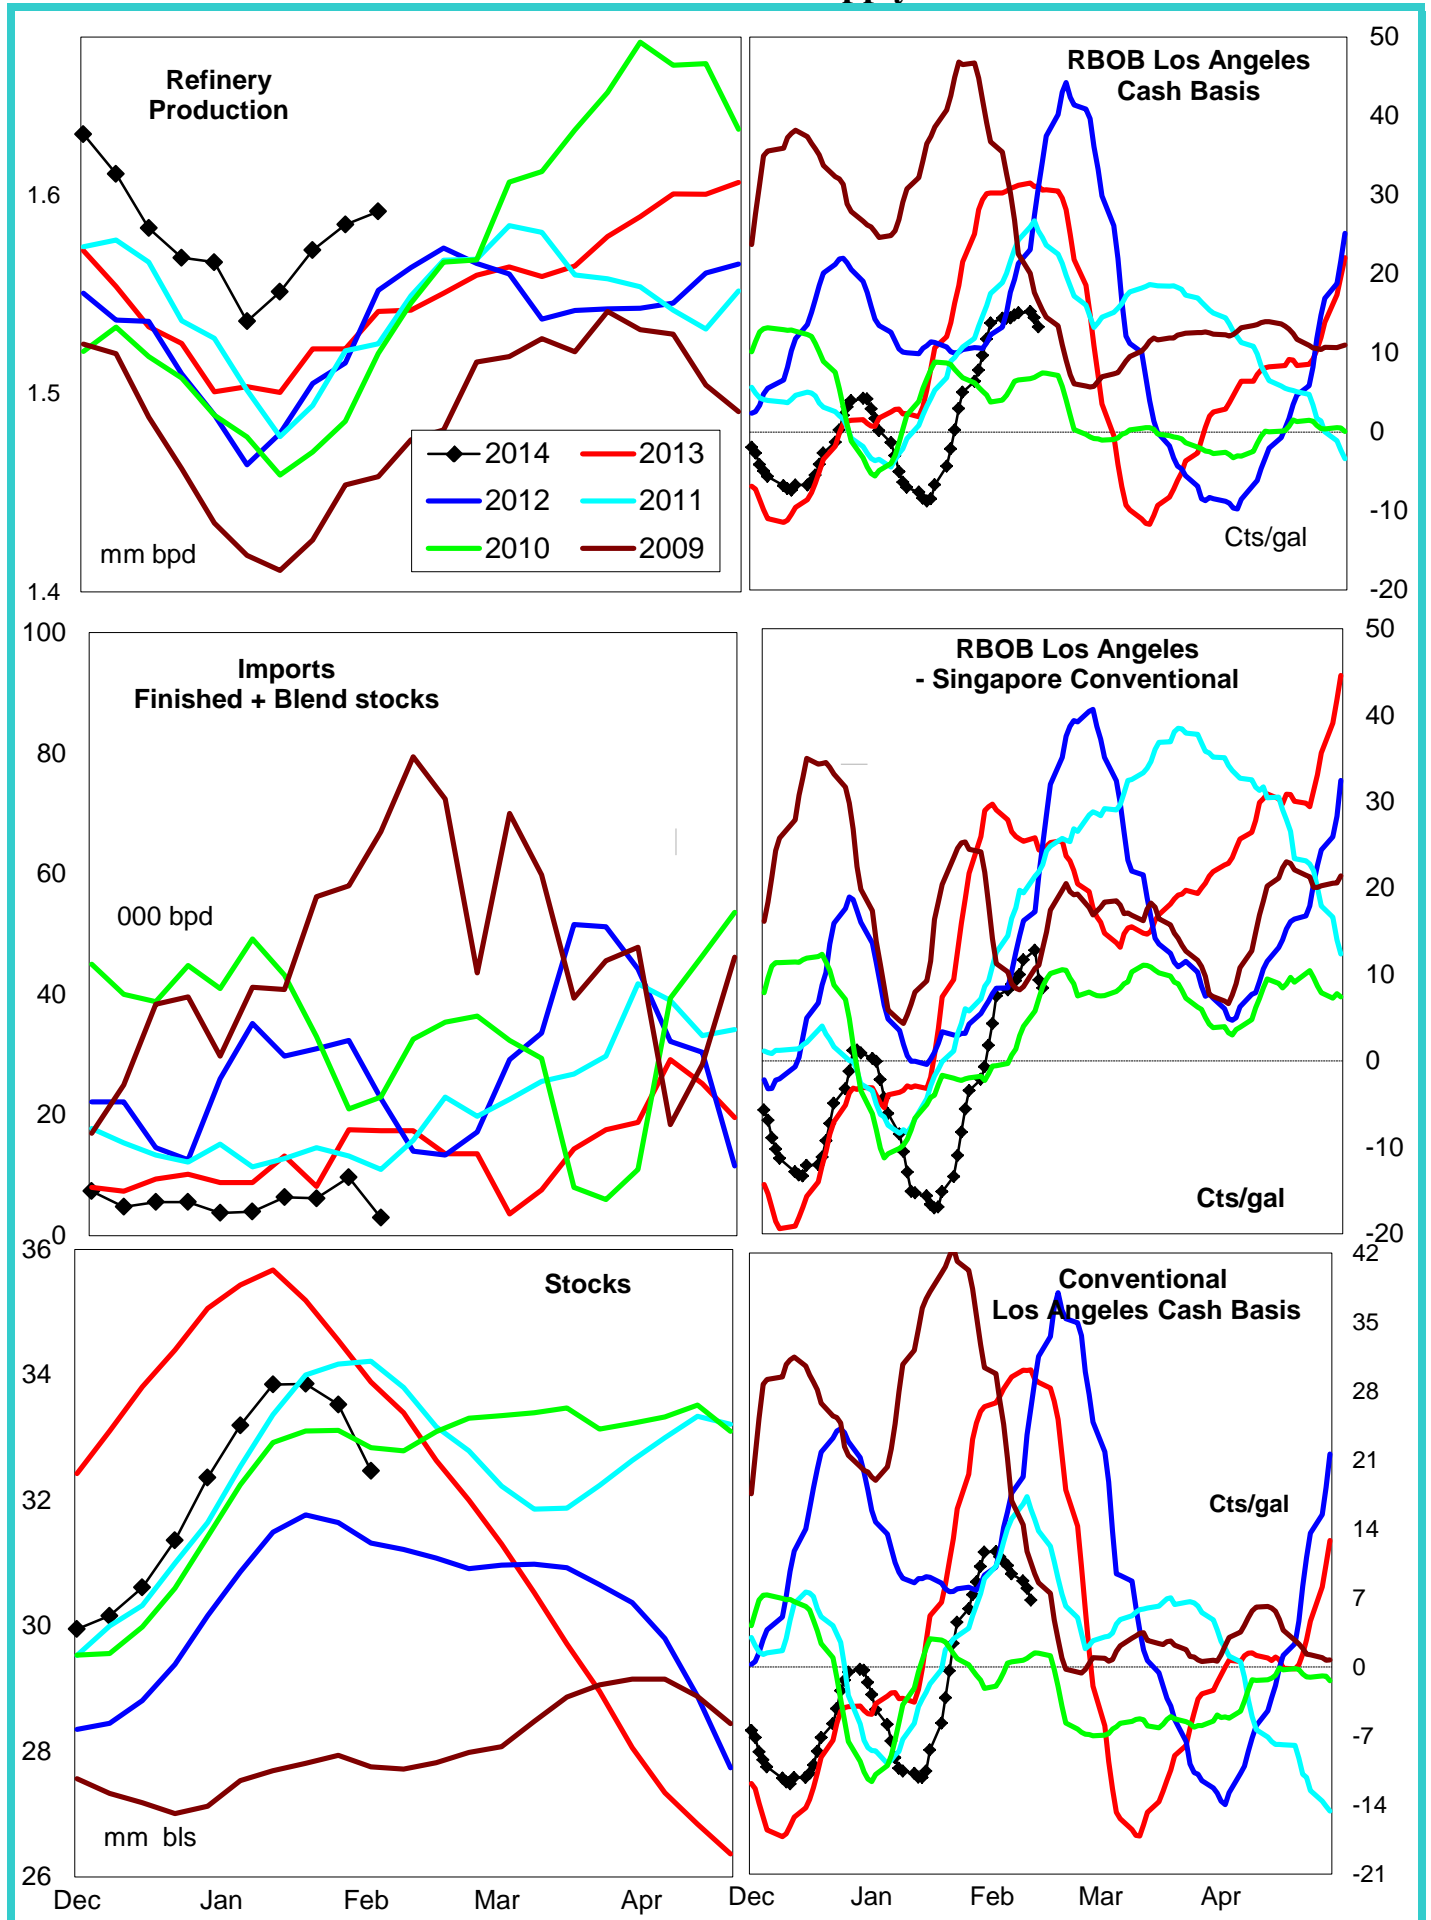 Refinery
Production
1.6
1.5
1.4
mm bpd
2014 2013
2012 2011
2010 2009
RBOB Los Angeles
Cash Basis
50
40
30
20
10
0
-10
-20
Cts/gal
Imports
Finished + Blend stocks
000 bpd
100
80
60
40
20
0
RBOB Los Angeles
- Singapore Conventional
50
40
30
20
10
0
-10
-20
Cts/gal
Stocks
36
34
32
30
28
26
mm bls
Dec Jan Feb Mar Apr
Conventional
Los Angeles Cash Basis
Cts/gal
42
35
28
21
14
7
0
-7
-14
-21
Dec Jan Feb Mar Apr